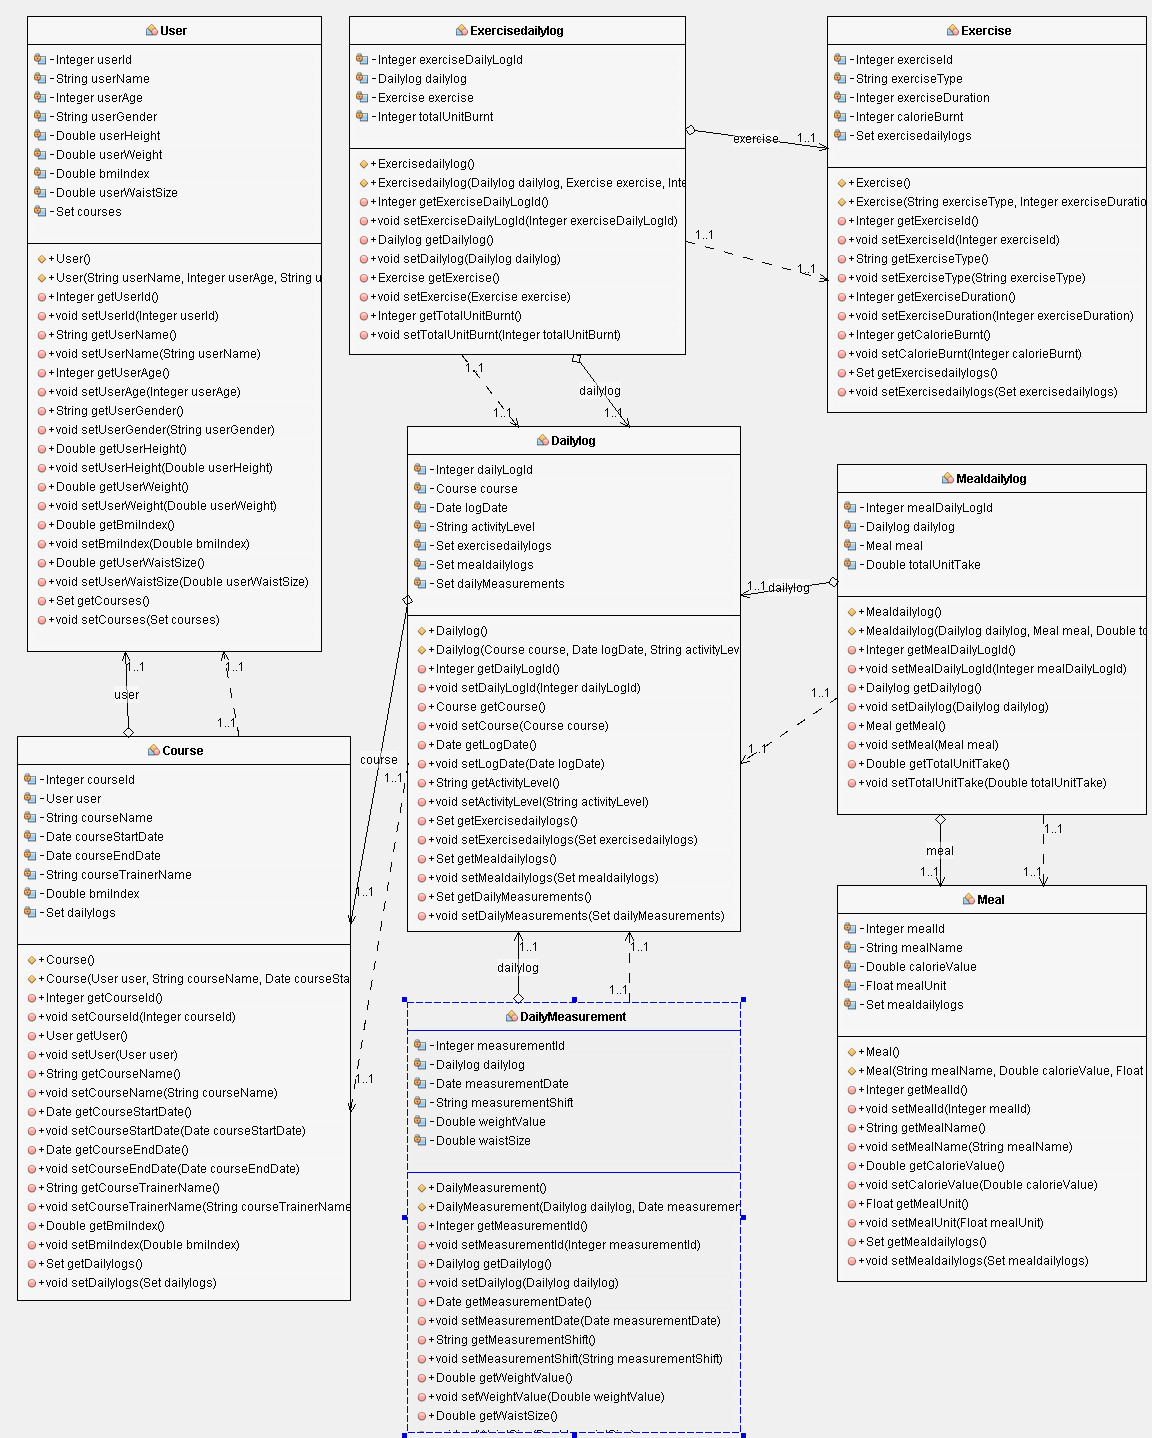 User
- Integer userId
- String userName
- Integer userAge
- String userGender
- Double userHeight
- Double userWeight
- Double bmiIndex
- Double userWaistSize
- Set courses
+ User()
+ User(String userName, Integer userAge, String u
+ Integer getUserId()
+ void setUserId(Integer userId)
+ String getUserName()
+ void setUserName(String userName)
+ Integer getUserAge()
+ void setUserAge(Integer userAge)
+ String getUserGender()
+ void setUserGender(String userGender)
+ Double getUserHeight()
+ void setUserHeight(Double userHeight)
+ Double getUserWeight()
+ void setUserWeight(Double userWeight)
+ Double getBmiIndex()
+ void setBmiIndex(Double bmiIndex)
+ Double getUserWaistSize()
+ void setUserWaistSize(Double userWaistSize)
+ Set getCourses()
+ void setCourses(Set courses)
Exercisedailylog
- Integer exerciseDailyLogId
- Dailylog dailylog
- Exercise exercise
- Integer totalUnitBurnt
+ Exercisedailylog()
+ Exercisedailylog(Dailylog dailylog, Exercise exercise, Inte
+ Integer getExerciseDailyLogId()
+ void setExerciseDailyLogId(Integer exerciseDailyLogId)
+ Dailylog getDailylog()
+ void setDailylog(Dailylog dailylog)
+ Exercise getExercise()
+ void setExercise(Exercise exercise)
+ Integer getTotalUnitBurnt()
+ void setTotalUnitBurnt(Integer totalUnitBurnt)
exercise
1..1
1..1
1..1
Exercise
- Integer exerciseId
- String exerciseType
- Integer exerciseDuration
- Integer calorieBurnt
- Set exercisedailylogs
+ Exercise()
+ Exercise(String exerciseType, Integer exerciseDuratio
+ Integer getExerciseId()
+ void setExerciseId(Integer exerciseId)
+ String getExerciseType()
+ void setExerciseType(String exerciseType)
+ Integer getExerciseDuration()
+ void setExerciseDuration(Integer exerciseDuration)
+ Integer getCalorieBurnt()
+ void setCalorieBurnt(Integer calorieBurnt)
+ Set getExercisedailylogs()
+ void setExercisedailylogs(Set exercisedailylogs)
1..1
dailylog
1..1
1..1
Dailylog
- Integer dailyLogId
- Course course
- Date logDate
- String activityLevel
- Set exercisedailylogs
- Set mealdailylogs
- Set dailyMeasurements
+ Dailylog()
+ Dailylog(Course course, Date logDate, String activityLev
+ Integer getDailyLogId()
+ void setDailyLogId(Integer dailyLogId)
+ Course getCourse()
+ void setCourse(Course course)
+ Date getLogDate()
+ void setLogDate(Date logDate)
+ String getActivityLevel()
+ void setActivityLevel(String activityLevel)
+ Set getExercisedailylogs()
+ void setExercisedailylogs(Set exercisedailylogs)
+ Set getMealdailylogs()
+ void setMealdailylogs(Set mealdailylogs)
+ Set getDailyMeasurements()
+ void setDailyMeasurements(Set dailyMeasurements)
1..1 dailylog
1..1
1..1
Mealdailylog
- Integer mealDailyLogId
- Dailylog dailylog
- Meal meal
- Double totalUnitTake
+ Mealdailylog()
+ Mealdailylog(Dailylog dailylog, Meal meal, Double to
+ Integer getMealDailyLogId()
+ void setMealDailyLogId(Integer mealDailyLogId)
+ Dailylog getDailylog()
+ void setDailylog(Dailylog dailylog)
+ Meal getMeal()
+ void setMeal(Meal meal)
+ Double getTotalUnitTake()
+ void setTotalUnitTake(Double totalUnitTake)
1..1
1..1
user
1..1
Course
- Integer courseId
- User user
- String courseName
- Date courseStartDate
- Date courseEndDate
- String courseTrainerName
- Double bmiIndex
- Set dailylogs
+ Course()
+ Course(User user, String courseName, Date courseSta
+ Integer getCourseId()
+ void setCourseId(Integer courseId)
+ User getUser()
+ void setUser(User user)
+ String getCourseName()
+ void setCourseName(String courseName)
+ Date getCourseStartDate()
+ void setCourseStartDate(Date courseStartDate)
+ Date getCourseEndDate()
+ void setCourseEndDate(Date courseEndDate)
+ String getCourseTrainerName()
+ void setCourseTrainerName(String courseTrainerName
+ Double getBmiIndex()
+ void setBmiIndex(Double bmiIndex)
+ Set getDailylogs()
+ void setDailylogs(Set dailylogs)
course
1..1
1..1
1..1
1..1
meal
1..1
1..1
Meal
- Integer mealId
- String mealName
- Double calorieValue
- Float mealUnit
- Set mealdailylogs
+ Meal()
+ Meal(String mealName, Double calorieValue, Float
+ Integer getMealId()
+ void setMealId(Integer mealId)
+ String getMealName()
+ void setMealName(String mealName)
+ Double getCalorieValue()
+ void setCalorieValue(Double calorieValue)
+ Float getMealUnit()
+ void setMealUnit(Float mealUnit)
+ Set getMealdailylogs()
+ void setMealdailylogs(Set mealdailylogs)
1..1
1..1
dailylog
1..1
DailyMeasurement
- Integer measurementId
- Dailylog dailylog
- Date measurementDate
- String measurementShift
- Double weightValue
- Double waistSize
+ DailyMeasurement()
+ DailyMeasurement(Dailylog dailylog, Date measuremer
+ Integer getMeasurementId()
+ void setMeasurementId(Integer measurementId)
+ Dailylog getDailylog()
+ void setDailylog(Dailylog dailylog)
+ Date getMeasurementDate()
+ void setMeasurementDate(Date measurementDate)
+ String getMeasurementShift()
+ void setMeasurementShift(String measurementShift)
+ Double getWeightValue()
+ void setWeightValue(Double weightValue)
+ Double getWaistSize()